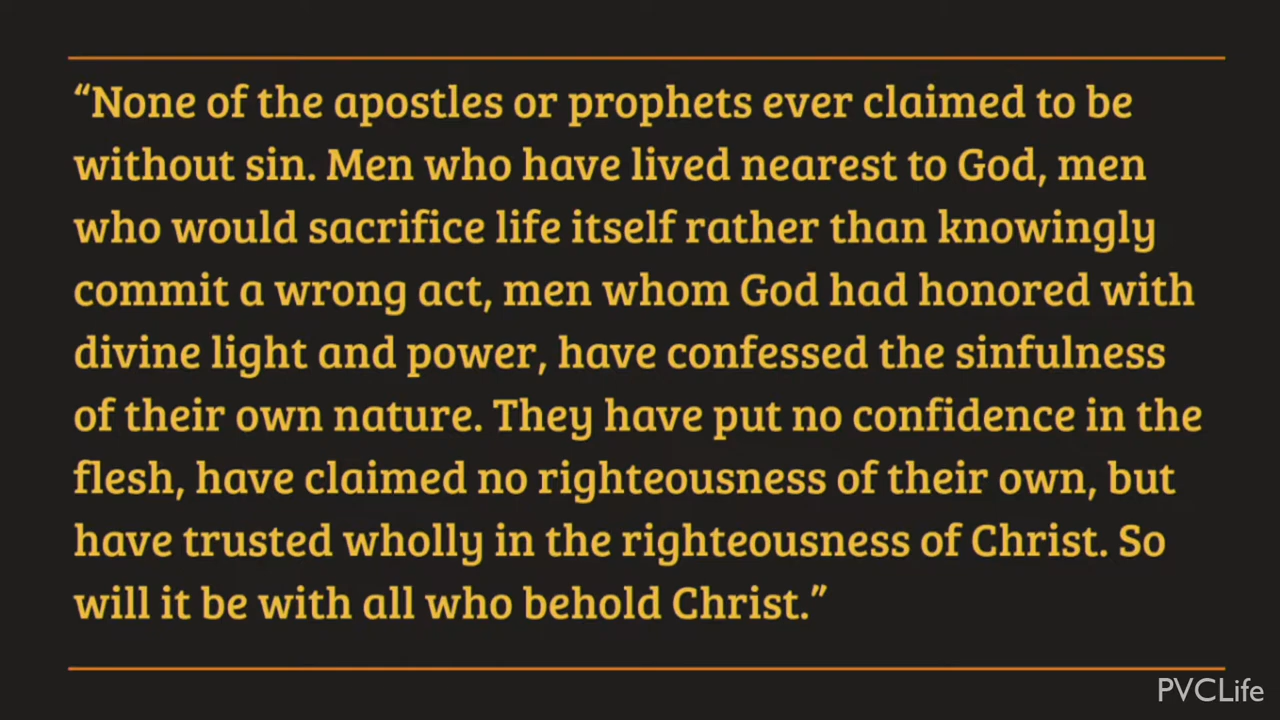 “None of the apostles or prophets ever claimed to be
without sin. Men who have lived nearest to God, men
who would sacrifice life itself rather than knowingly
commit a wrong act, men whom God had honored with
divine light and power, have confessed the sinfulness
of their own nature. They have put no confidence in the
flesh, have claimed no righteousness of their own, but
have trusted wholly in the righteousness of Christ. So
will it be with all who behold Christ.”
PVCLife